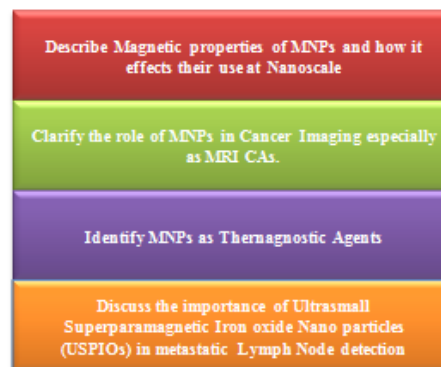 Describe Magnetic properties of MNPs and how it
effects their use at Nanoscale
Clarify the role of MNPs in Cancer Imaging especially
as MRI CAs.
Identify MNPs as Thernagnostic Agents
Discuss the importance of Ultrasmall
Superparamagnetic Iron oxide Nano particles
(USPIOs) in metastatic Lymph Node detection